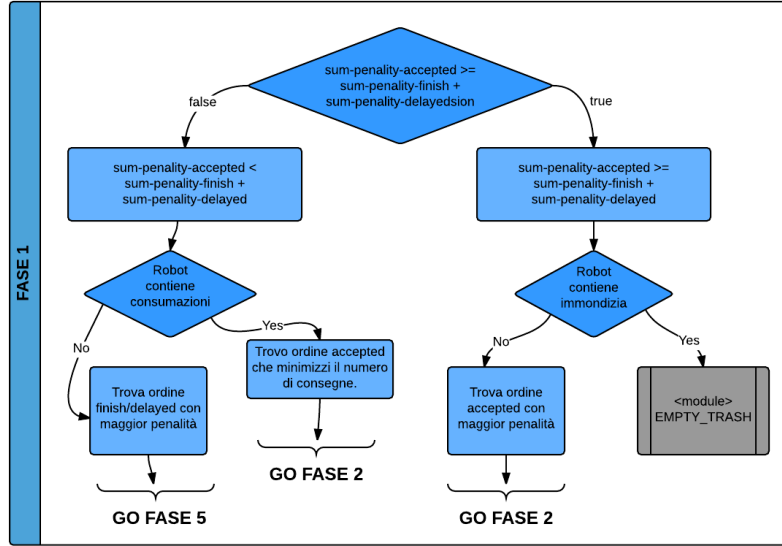 FASE 1
sum-penality-accepted >=
sum-penality-finish +
sum-penality-delayedsion
false
true
sum-penality-accepted <
sum-penality-finish +
sum-penality-delayed
sum-penality-accepted >=
sum-penality-finish +
sum-penality-delayed
Robot
contiene
consumazioni
Robot
contiene
immondizia
No
Yes
No
Yes
Trova ordine
finish/delayed con
maggior penalità
Trovo ordine accepted
che minimizzi il numero
di consegne.
Trova ordine
accepted con
maggior penalità
<module>
EMPTY_TRASH
GO FASE 5
GO FASE 2
GO FASE 2